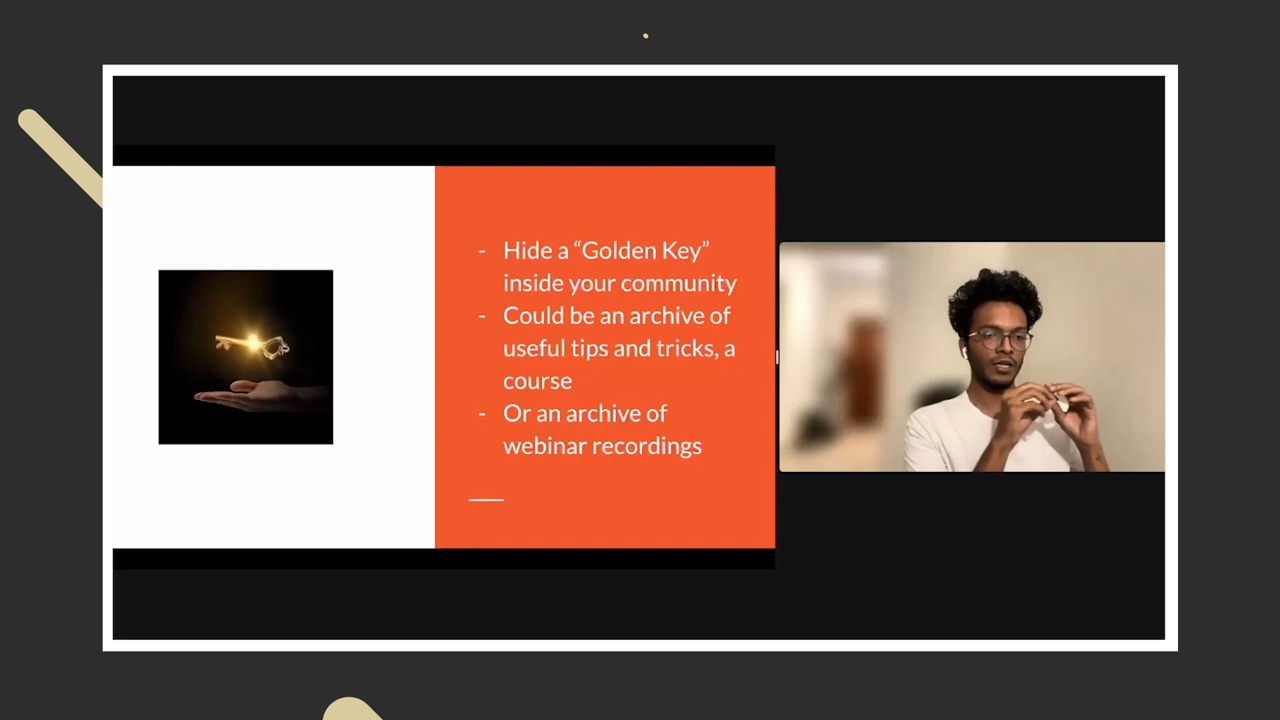 - Hide a “Golden Key”
inside your community
- Could be an archive of
useful tips and tricks, a
course
- Or an archive of
webinar recordings